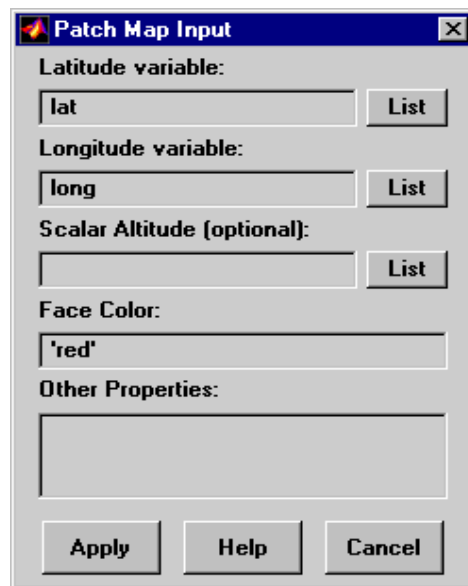 Patch Map Input
Latitude variable:
lat List
Longitude variable:
long List
Scalar Altitude (optional):
List
Face Color:
'red'
Other Properties:
Apply Help Cancel